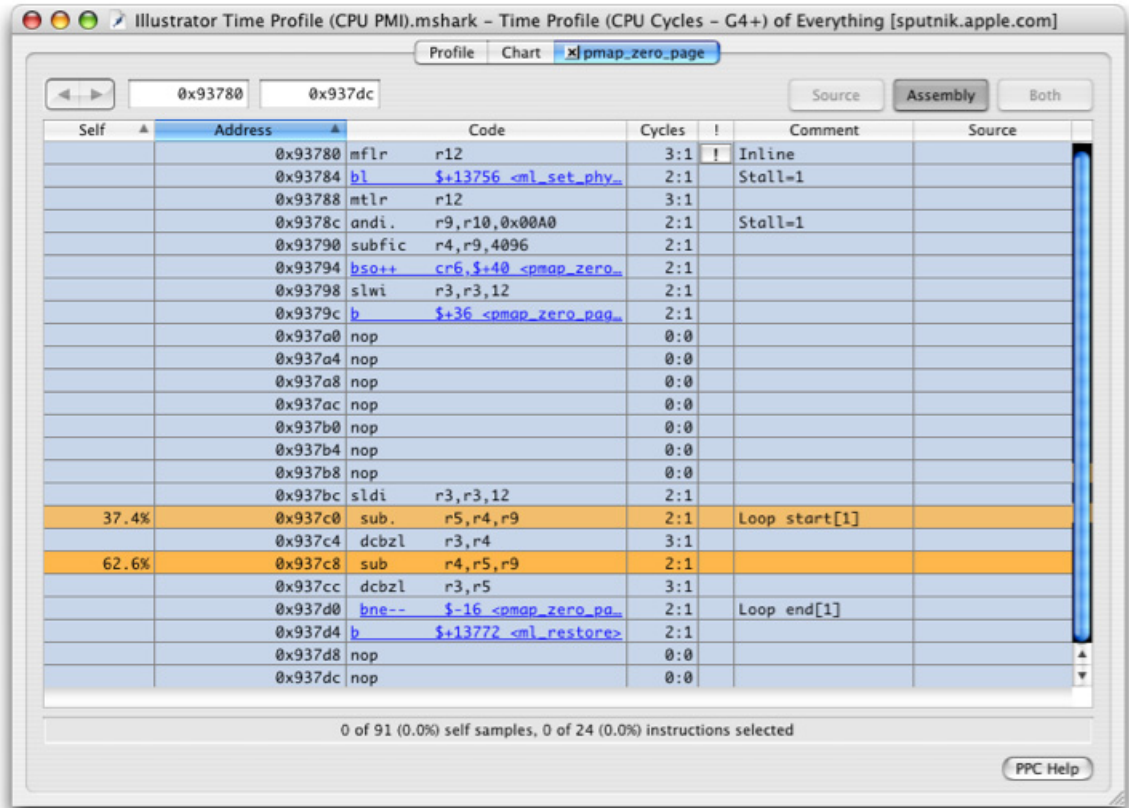 Illustrator Time Profile (CPU PMI).mshark – Time Profile (CPU Cycles – G4+) of Everything [sputnik.apple.com]
Profile Chart pmap_zero_page
0x93780 0x937dc Source Assembly Both
Self Address Code Cycles ! Comment Source
0x93780 mflr r12 3:1 ! Inline
0x93784 bl $+13756 <ml_set_phy… 2:1 Stall=1
0x93788 mtlr r12 3:1
0x9378c andi. r9,r10,0x00A0 2:1 Stall=1
0x93790 subfic r4,r9,4096 2:1
0x93794 bso++ cr6,$+40 <pmap_zero… 2:1
0x93798 slwi r3,r3,12 2:1
0x9379c b $+36 <pmap_zero_pag… 2:1
0x937a0 nop 0:0
0x937a4 nop 0:0
0x937a8 nop 0:0
0x937ac nop 0:0
0x937b0 nop 0:0
0x937b4 nop 0:0
0x937b8 nop 0:0
0x937bc sldi r3,r3,12 2:1
37.4% 0x937c0 sub. r5,r4,r9 2:1 Loop start[1]
0x937c4 dcbzl r3,r4 3:1
62.6% 0x937c8 sub r4,r5,r9 2:1
0x937cc dcbzl r3,r5 3:1
0x937d0 bne-- $-16 <pmap_zero_pa… 2:1 Loop end[1]
0x937d4 b $+13772 <ml_restore> 2:1
0x937d8 nop 0:0
0x937dc nop 0:0
0 of 91 (0.0%) self samples, 0 of 24 (0.0%) instructions selected
PPC Help